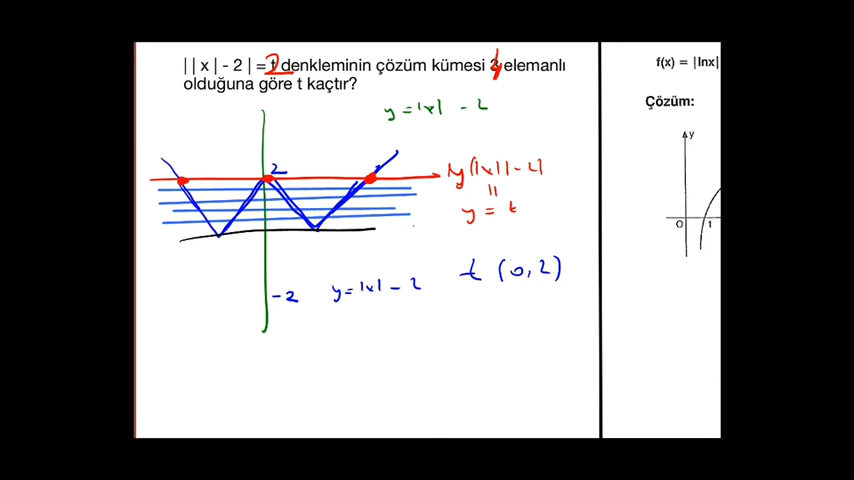 ||x| - 2| = t denkleminin çözüm kümesi 4 elemanlı
olduğuna göre t kaçtır?
y = |x| - 2
2
||x| - 2|
=
y = t
t (0, 2)
y = |x| - 2
-2
f(x) = |lnx|
Çözüm:
y
O 1